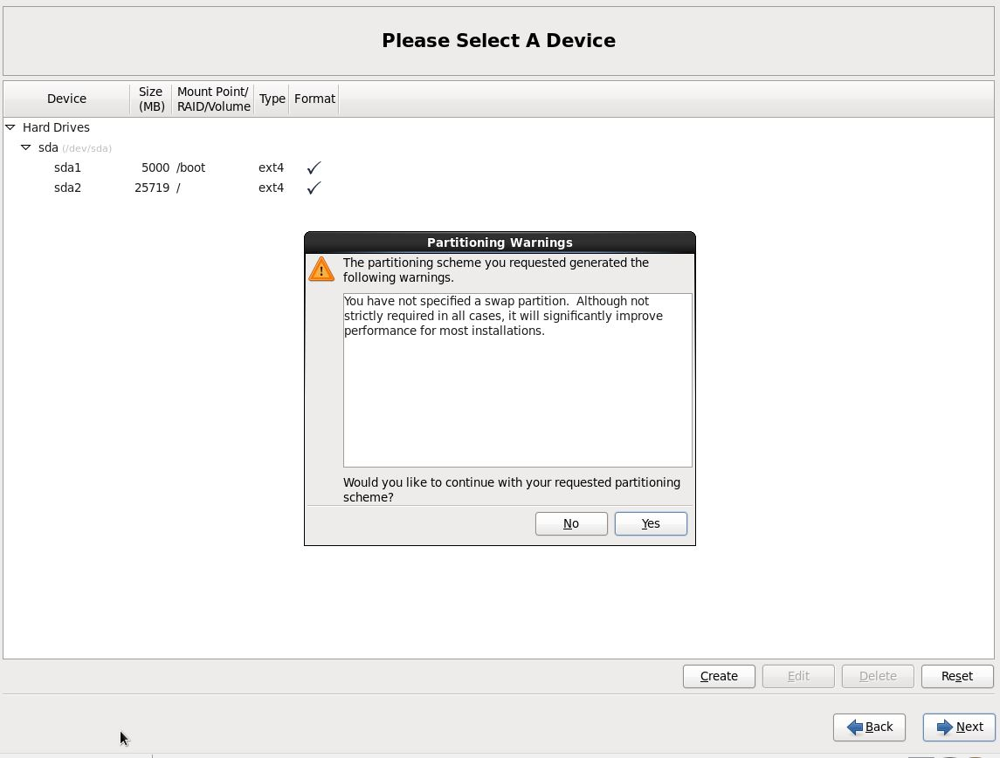 Please Select A Device
Device Size (MB) Mount Point/ RAID/Volume Type Format
Hard Drives
sda (/dev/sda)
sda1 5000 /boot ext4
sda2 25719 / ext4
Partitioning Warnings
The partitioning scheme you requested generated the
following warnings.
You have not specified a swap partition.  Although not
strictly required in all cases, it will significantly improve
performance for most installations.
Would you like to continue with your requested partitioning
scheme?
No Yes
Create Edit Delete Reset
Back Next